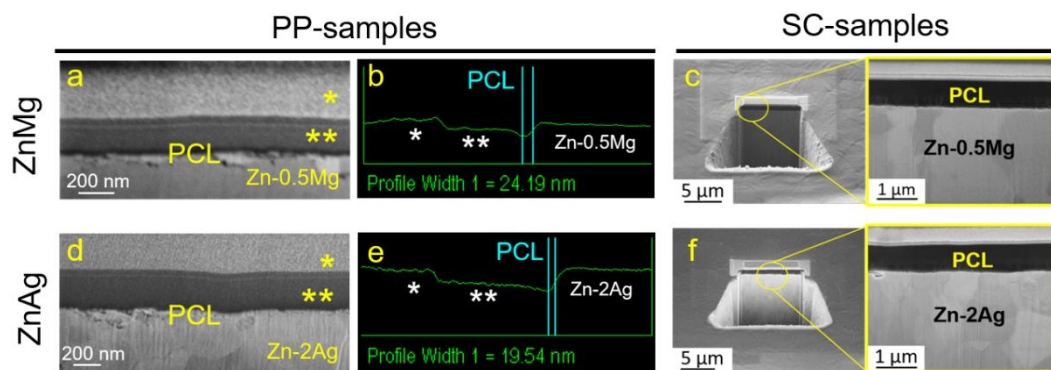 PP-samples
SC-samples
ZnMg
a
*
**
PCL
Zn-0.5Mg
200 nm
b
PCL
*
**
Zn-0.5Mg
Profile Width 1 = 24.19 nm
c
5 µm
PCL
Zn-0.5Mg
1 µm
ZnAg
d
*
**
PCL
Zn-2Ag
200 nm
e
PCL
*
**
Zn-2Ag
Profile Width 1 = 19.54 nm
f
5 µm
PCL
Zn-2Ag
1 µm